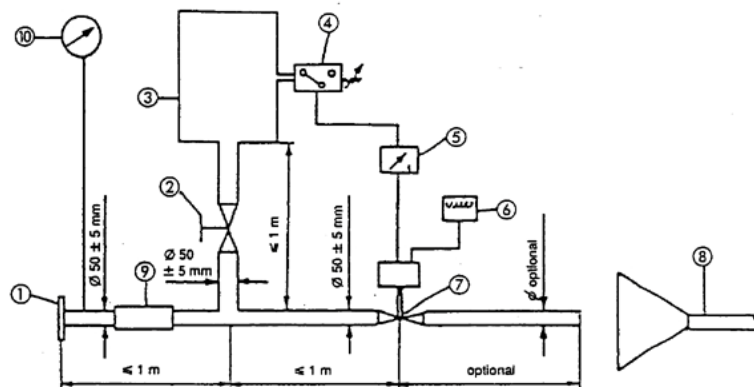 ⑩
④
③
⑤
②
⑥
≤ 1 m
Ø 50 ± 5 mm
Ø 50
± 5 mm
Ø 50 ± 5 mm
Ø optional
①
⑨
⑦
⑧
≤ 1 m
≤ 1 m
optional